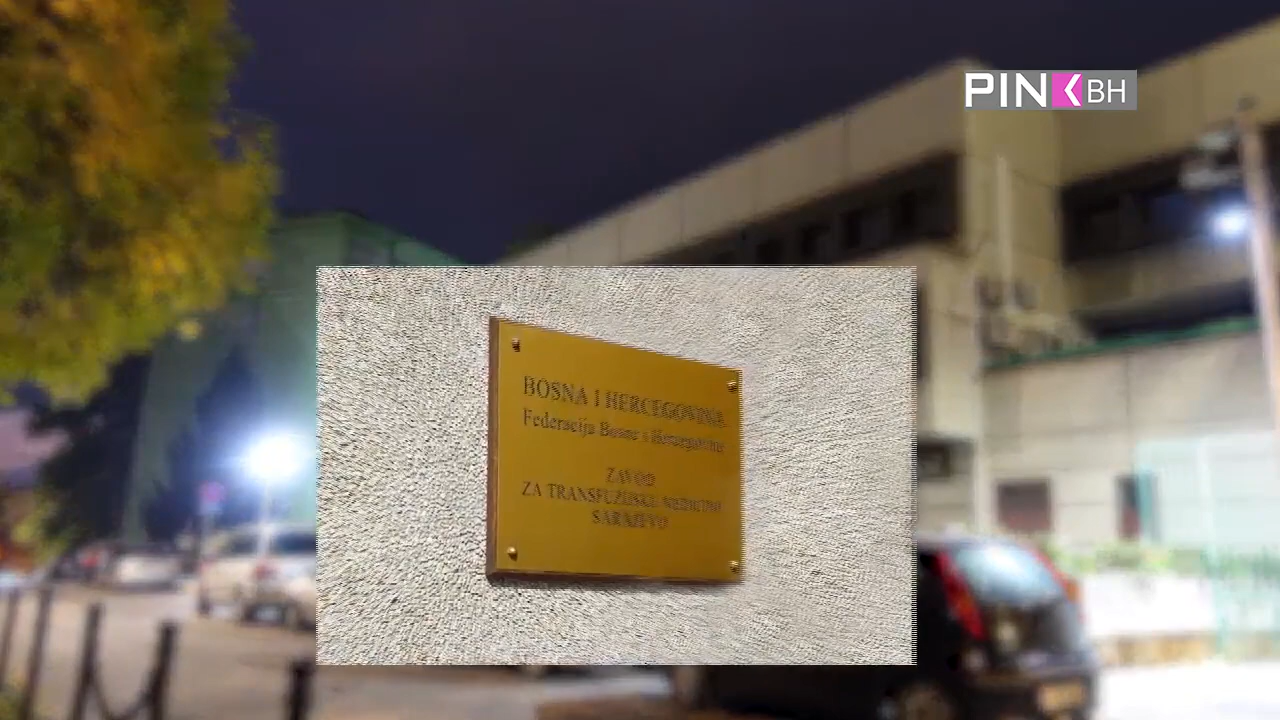 PINK BH
BOSNA I HERCEGOVINA
Federacija Bosne i Hercegovine
ZAVOD
ZA TRANSFUZIJSKU MEDICINU
SARAJEVO